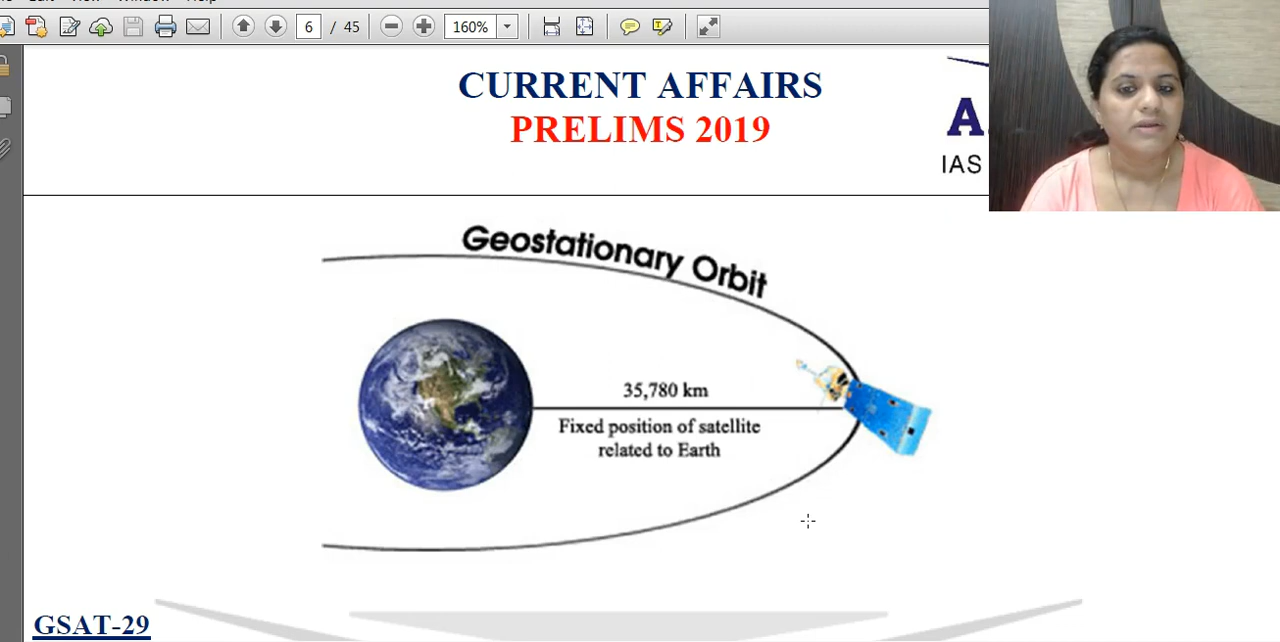 6 / 45
160%
CURRENT AFFAIRS
PRELIMS 2019
A
IAS
Geostationary Orbit
35,780 km
Fixed position of satellite
related to Earth
GSAT-29